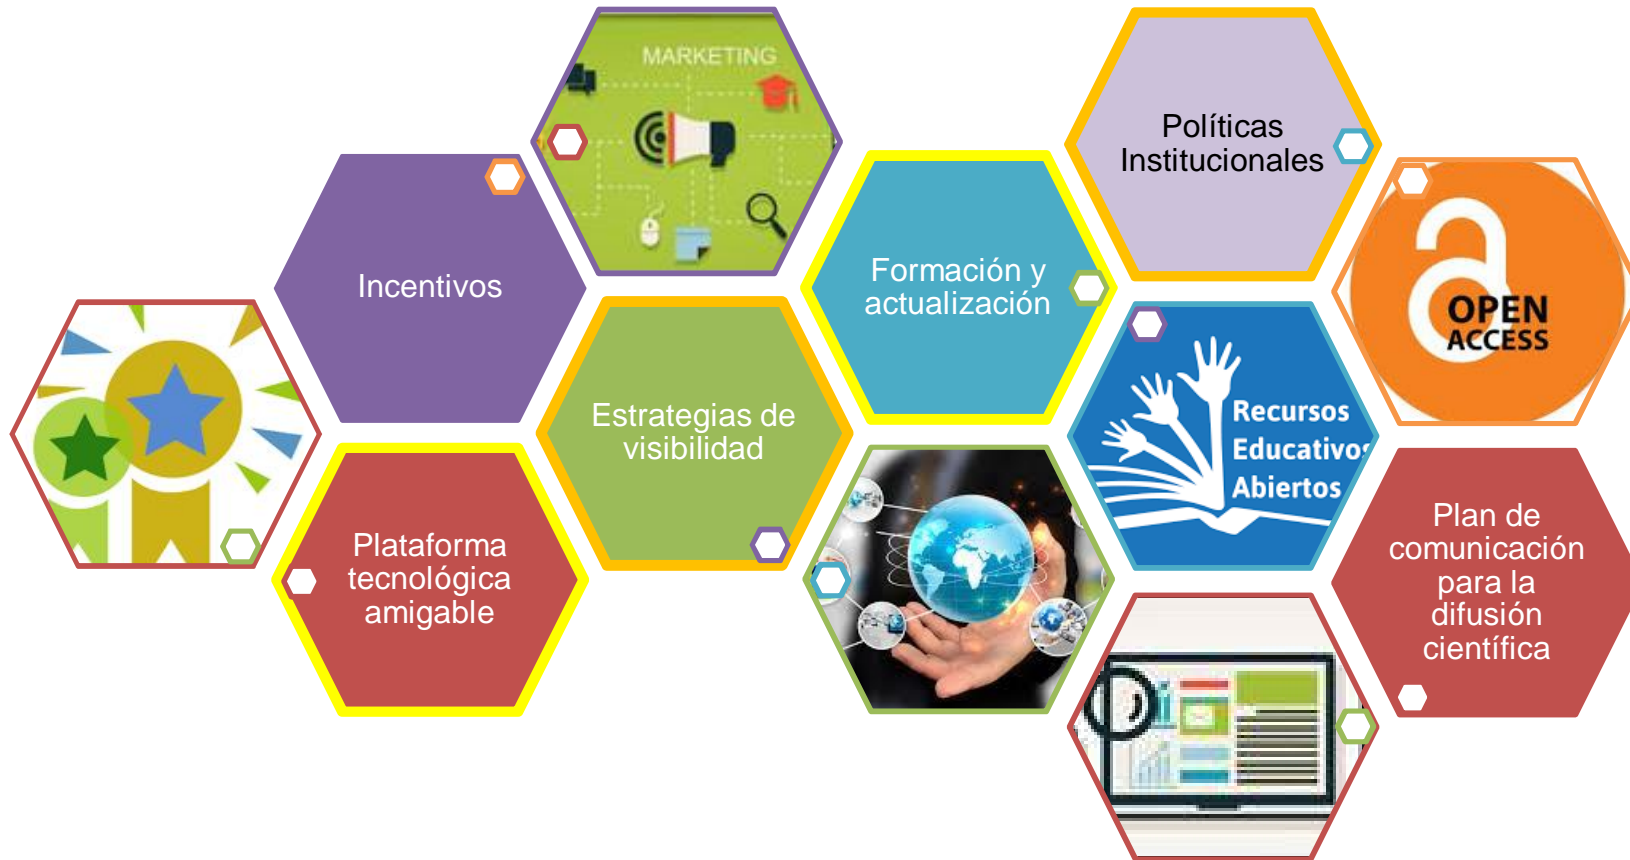 MARKETING
Políticas
Institucionales
Incentivos
Formación y
actualización
OPEN
ACCESS
Estrategias de
visibilidad
Recursos
Educativos
Abiertos
Plataforma
tecnológica
amigable
Plan de
comunicación
para la
difusión
científica